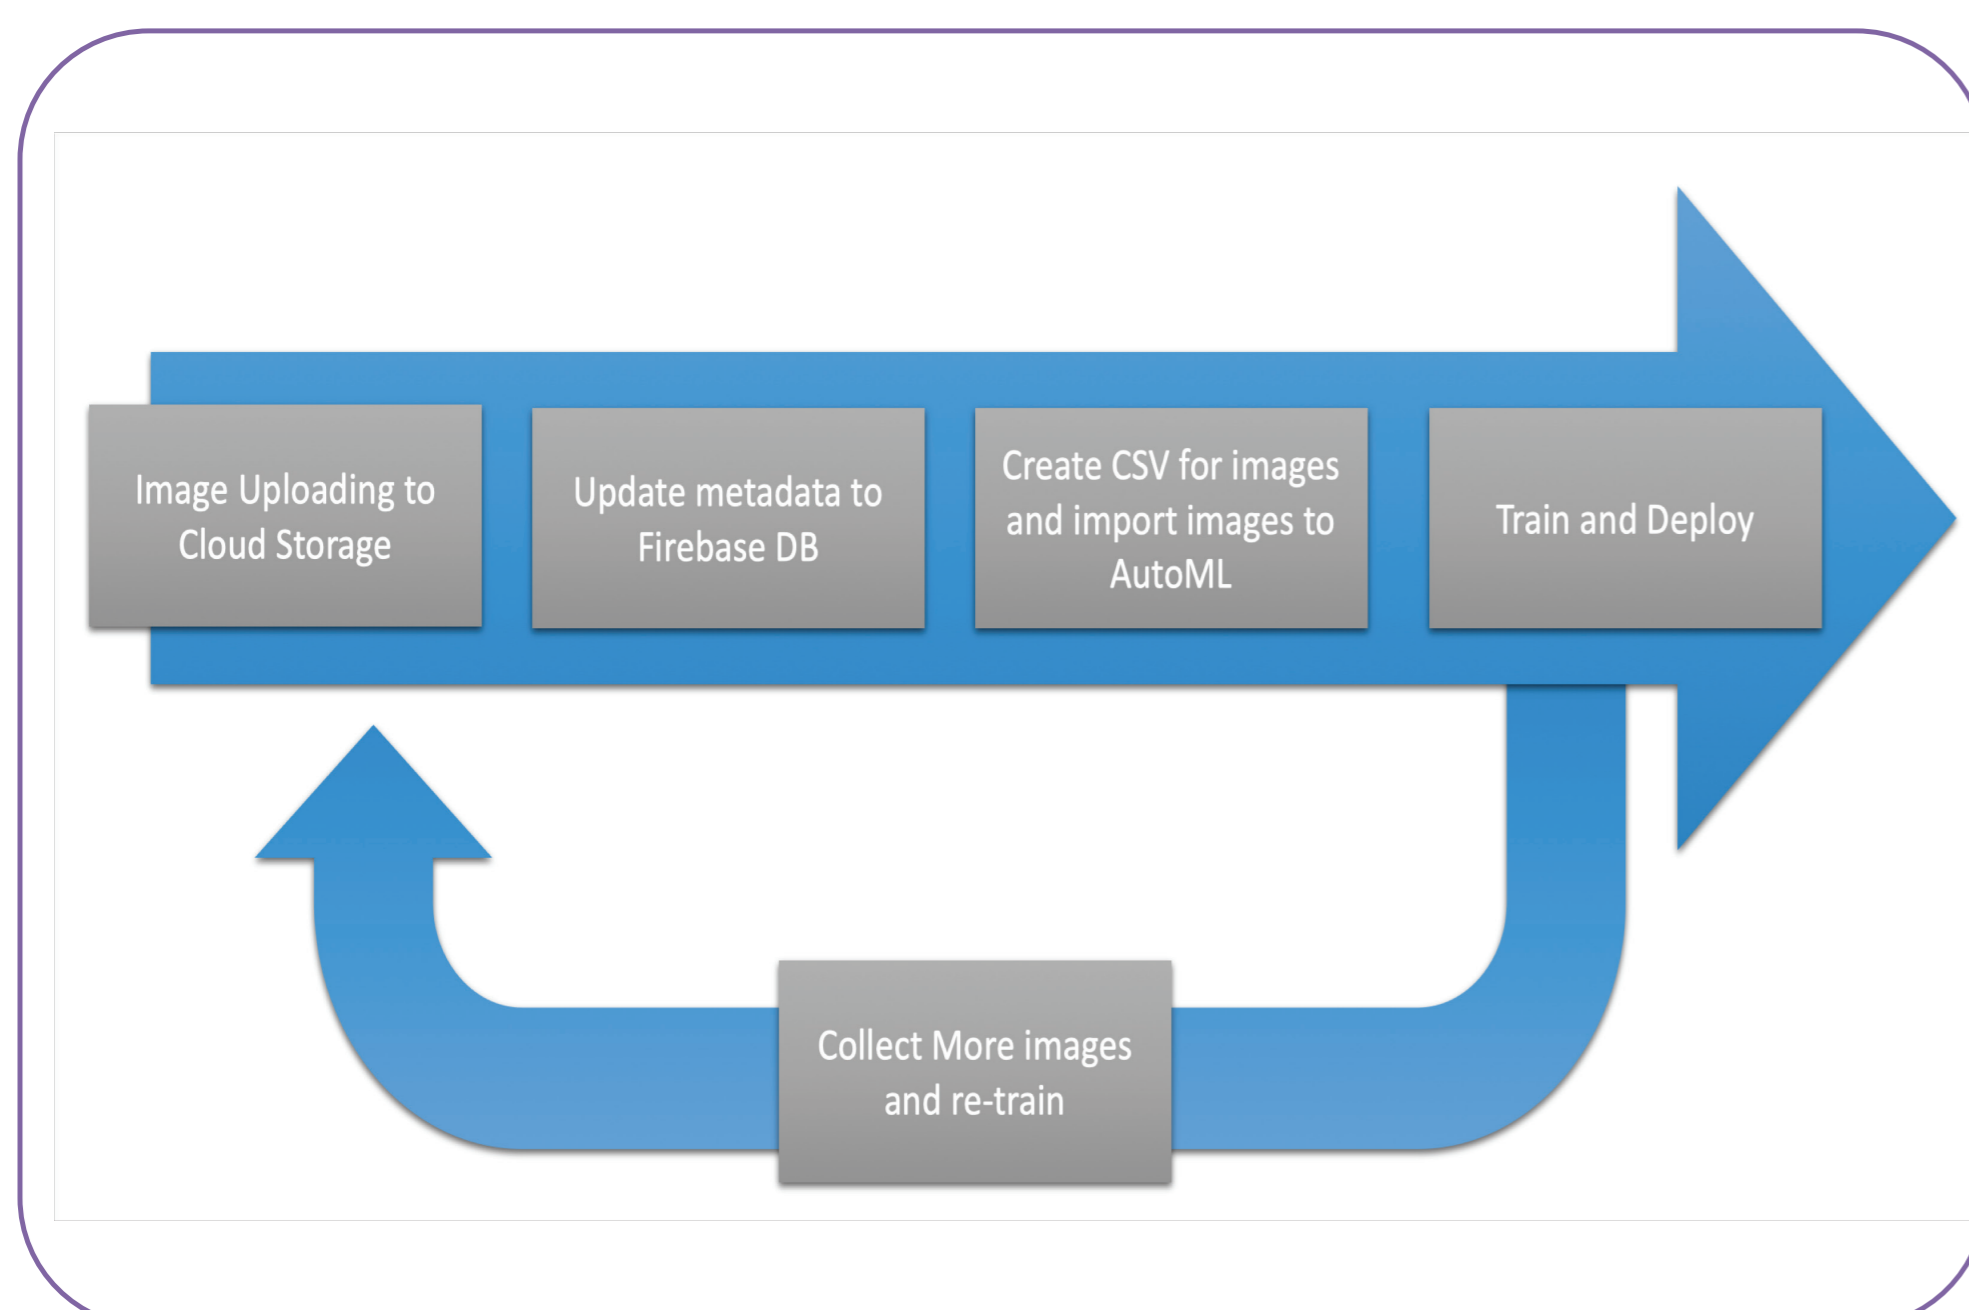 Image Uploading to
Cloud Storage
Update metadata to
Firebase DB
Create CSV for images
and import images to
AutoML
Train and Deploy
Collect More images
and re-train